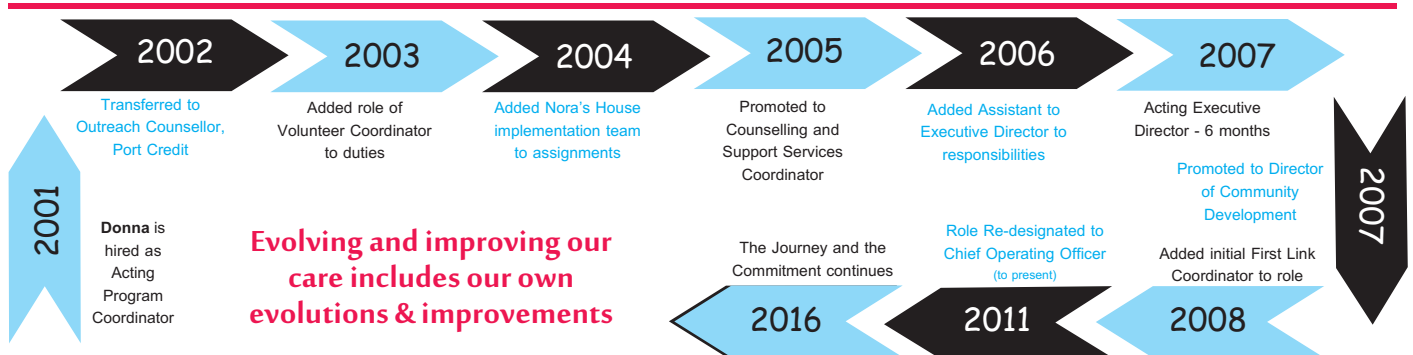 2001
Donna is
hired as
Acting
Program
Coordinator
2002
Transferred to
Outreach Counsellor,
Port Credit
2003
Added role of
Volunteer Coordinator
to duties
2004
Added Nora's House
implementation team
to assignments
2005
Promoted to
Counselling and
Support Services
Coordinator
2006
Added Assistant to
Executive Director to
responsibilities
2007
Acting Executive
Director - 6 months
2007
Promoted to Director
of Community
Development
2008
Added initial First Link
Coordinator to role
2011
Role Re-designated to
Chief Operating Officer
(to present)
2016
The Journey and the
Commitment continues
Evolving and improving our
care includes our own
evolutions & improvements